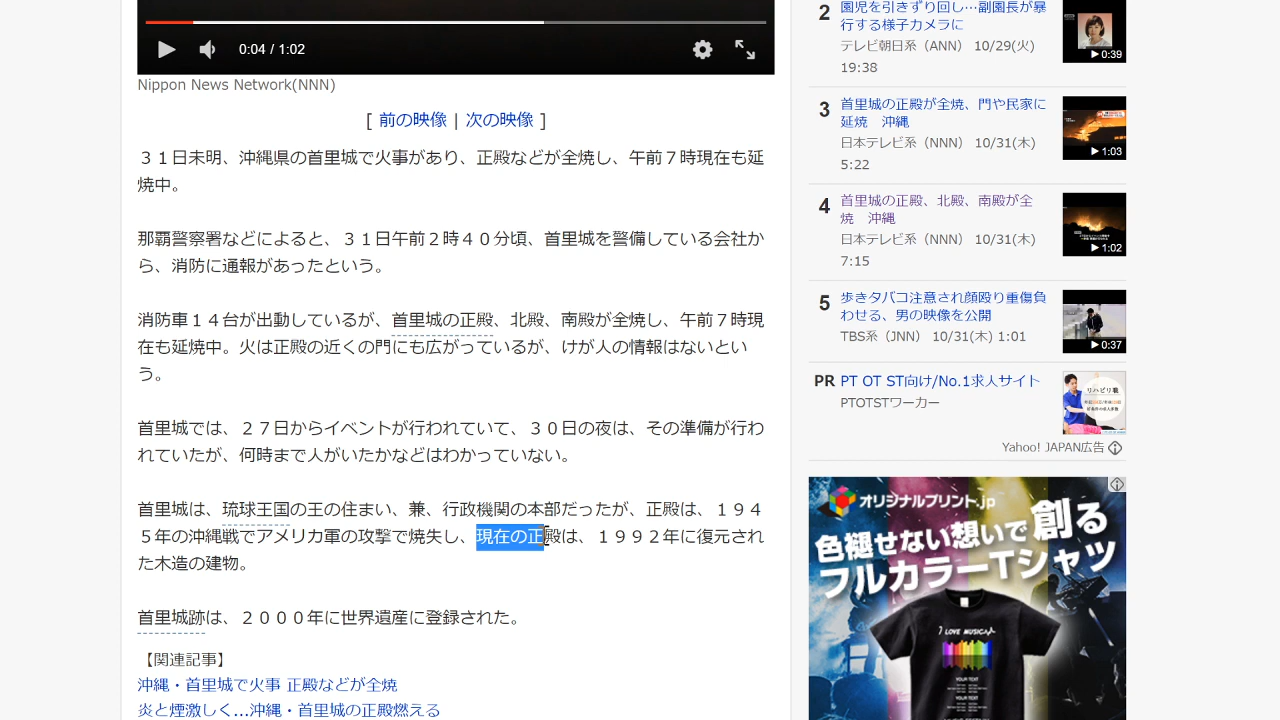 0:04 / 1:02
Nippon News Network(NNN)
[ 前の映像 | 次の映像 ]
３１日未明、沖縄県の首里城で火事があり、正殿などが全焼し、午前７時現在も延
焼中。
那覇警察署などによると、３１日午前２時４０分頃、首里城を警備している会社か
ら、消防に通報があったという。
消防車１４台が出動しているが、首里城の正殿、北殿、南殿が全焼し、午前７時現
在も延焼中。火は正殿の近くの門にも広がっているが、けが人の情報はないとい
う。
首里城では、２７日からイベントが行われていて、３０日の夜は、その準備が行わ
れていたが、何時まで人がいたかなどはわかっていない。
首里城は、琉球王国の王の住まい、兼、行政機関の本部だったが、正殿は、１９４
５年の沖縄戦でアメリカ軍の攻撃で焼失し、現在の正殿は、１９９２年に復元され
た木造の建物。
首里城跡は、２０００年に世界遺産に登録された。
【関連記事】
沖縄・首里城で火事 正殿などが全焼
炎と煙激しく…沖縄・首里城の正殿燃える
2 園児を引きずり回し…副園長が暴
行する様子カメラに
テレビ朝日系（ANN） 10/29(火)
19:38
0:39
3 首里城の正殿が全焼、門や民家に
延焼　沖縄
日本テレビ系（NNN） 10/31(木)
5:22
1:03
4 首里城の正殿、北殿、南殿が全
焼　沖縄
日本テレビ系（NNN） 10/31(木)
7:15
1:02
5 歩きタバコ注意され顔殴り重傷負
わせる、男の映像を公開
TBS系（JNN） 10/31(木) 1:01
0:37
PR PT OT ST向け/No.1求人サイト
PTOTSTワーカー
リハビリ職
Yahoo! JAPAN広告
オリジナルプリント.jp
色褪せない想いで創る
フルカラーTシャツ
I LOVE MUSIC
YOUR TEXT
YOUR TEXT